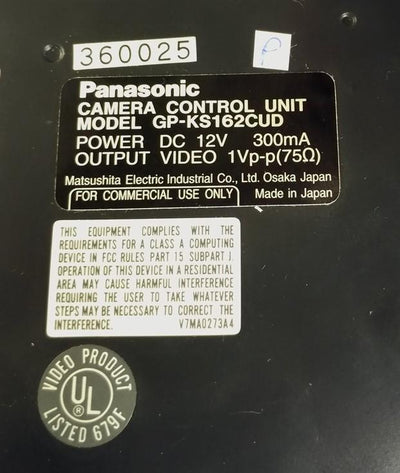 360025
P
Panasonic
CAMERA CONTROL UNIT
MODEL GP-KS162CUD
POWER DC 12V 300mA
OUTPUT VIDEO 1Vp-p(75Ω)
Matsushita Electric Industrial Co., Ltd. Osaka Japan
FOR COMMERCIAL USE ONLY Made in Japan
THIS EQUIPMENT COMPLIES WITH THE
REQUIREMENTS FOR A CLASS A COMPUTING
DEVICE IN FCC RULES PART 15 SUBPART J.
OPERATION OF THIS DEVICE IN A RESIDENTIAL
AREA MAY CAUSE HARMFUL INTERFERENCE
REQUIRING THE USER TO TAKE WHATEVER
STEPS MAY BE NECESSARY TO CORRECT THE
INTERFERENCE. V7MA0273A4
VIDEO PRODUCT
UL®
LISTED 679F